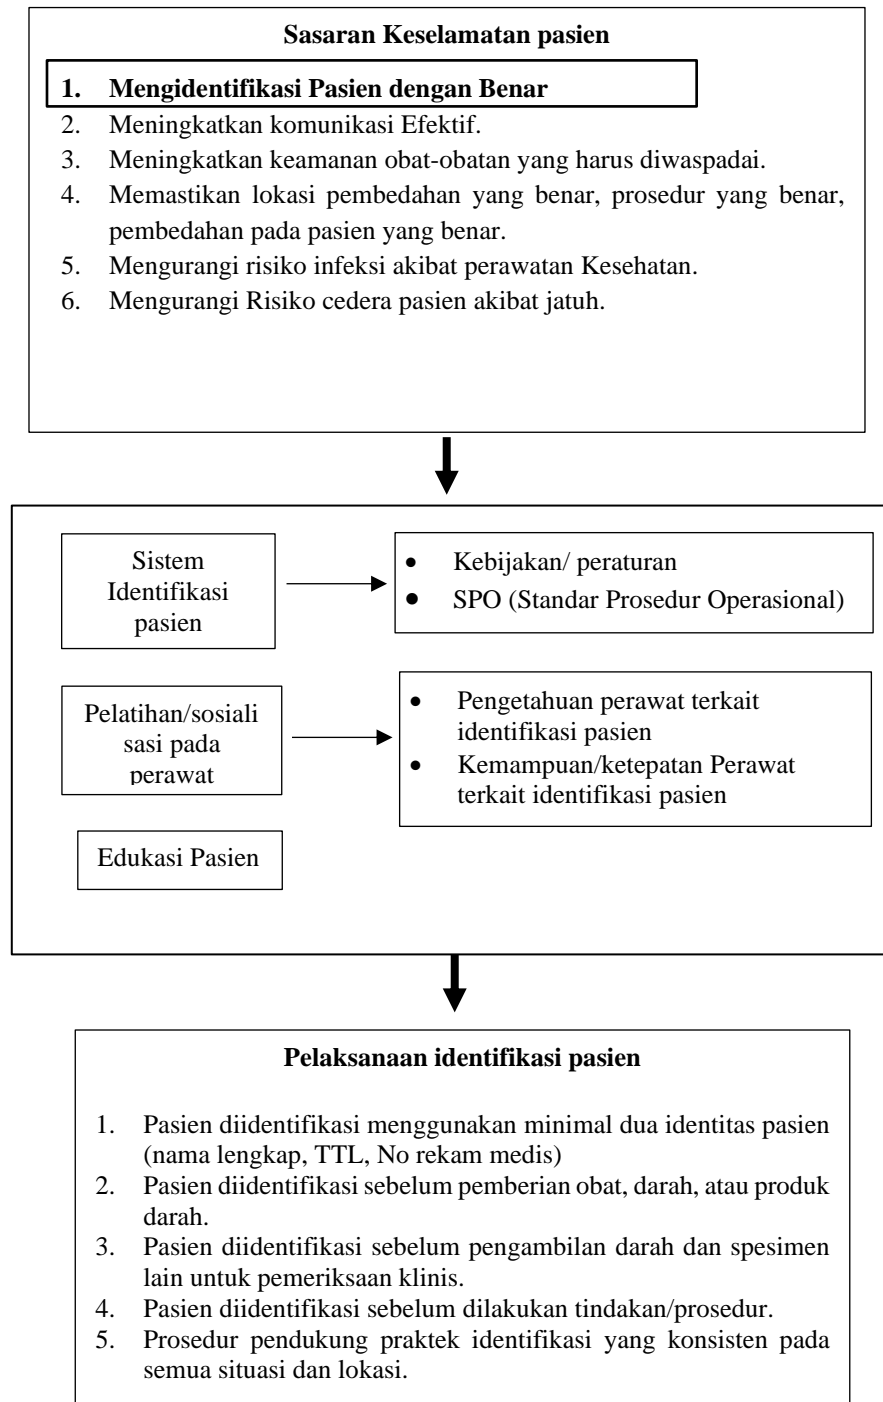 Sasaran Keselamatan pasien
1. Mengidentifikasi Pasien dengan Benar
2. Meningkatkan komunikasi Efektif.
3. Meningkatkan keamanan obat-obatan yang harus diwaspadai.
4. Memastikan lokasi pembedahan yang benar, prosedur yang benar,
pembedahan pada pasien yang benar.
5. Mengurangi risiko infeksi akibat perawatan Kesehatan.
6. Mengurangi Risiko cedera pasien akibat jatuh.
Sistem
Identifikasi
pasien
• Kebijakan/ peraturan
• SPO (Standar Prosedur Operasional)
Pelatihan/sosiali
sasi pada
perawat
• Pengetahuan perawat terkait
identifikasi pasien
• Kemampuan/ketepatan Perawat
terkait identifikasi pasien
Edukasi Pasien
Pelaksanaan identifikasi pasien
1. Pasien diidentifikasi menggunakan minimal dua identitas pasien
(nama lengkap, TTL, No rekam medis)
2. Pasien diidentifikasi sebelum pemberian obat, darah, atau produk
darah.
3. Pasien diidentifikasi sebelum pengambilan darah dan spesimen
lain untuk pemeriksaan klinis.
4. Pasien diidentifikasi sebelum dilakukan tindakan/prosedur.
5. Prosedur pendukung praktek identifikasi yang konsisten pada
semua situasi dan lokasi.